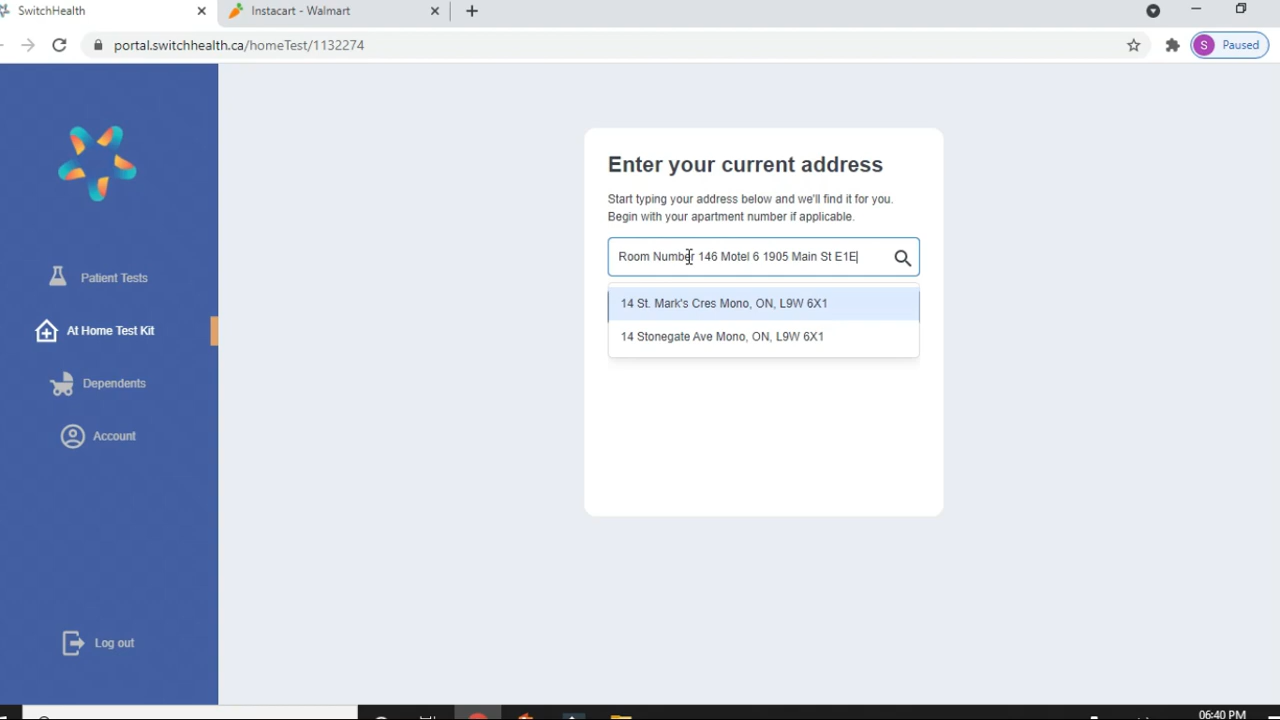 SwitchHealth
Instacart - Walmart
portal.switchhealth.ca/homeTest/1132274
S Paused
Enter your current address
Start typing your address below and we'll find it for you.
Begin with your apartment number if applicable.
Room Number 146 Motel 6 1905 Main St E1E
14 St. Mark's Cres Mono, ON, L9W 6X1
14 Stonegate Ave Mono, ON, L9W 6X1
Patient Tests
At Home Test Kit
Dependents
Account
Log out
06:40 PM